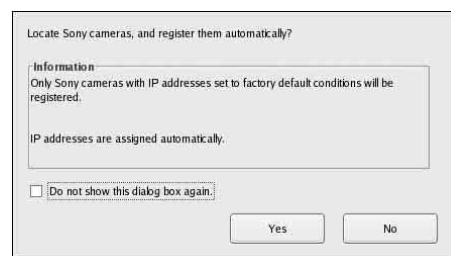 Locate Sony cameras, and register them automatically?
Information
Only Sony cameras with IP addresses set to factory default conditions will be
registered.
IP addresses are assigned automatically.
Do not show this dialog box again.
Yes
No